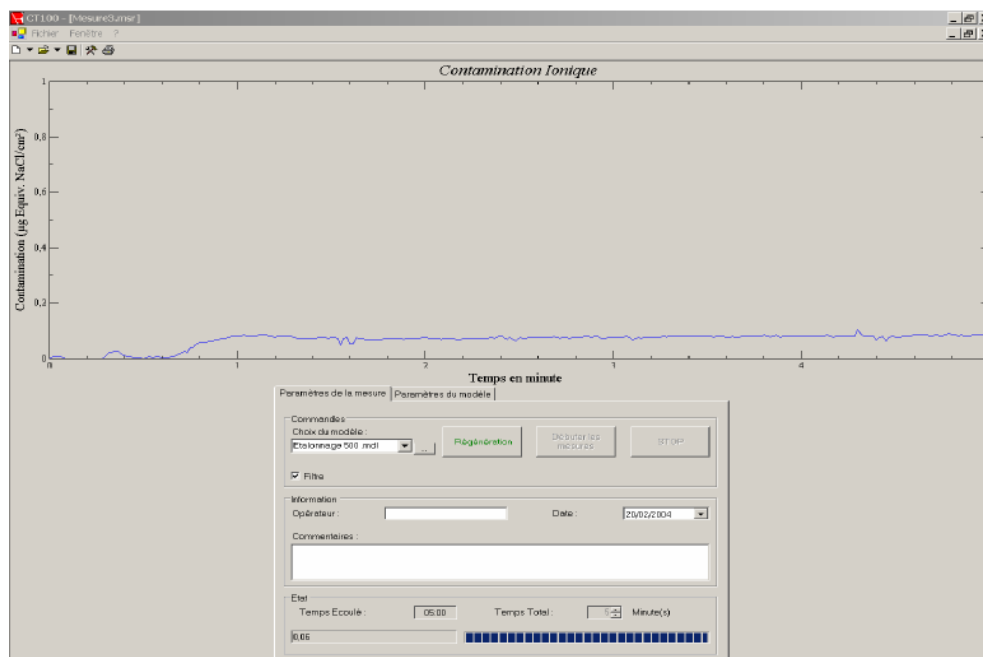 CT100 - [Mesure3.msr]
Fichier Fenêtre ?
Contamination Ionique
Contamination (µg Equiv. NaCl/cm²)
1
0,8
0,6
0,4
0,2
0
0 1 2 3 4
Temps en minute
Paramètres de la mesure Paramètres du modèle
Commandes
Choix du modèle :
Etalonnage 500 .mdl ... Régénération Débuter les mesures STOP
Filtre
Information
Opérateur : Date : 20/02/2004
Commentaires :
Etat
Temps Ecoulé : 05:00 Temps Total : 5 Minute(s)
0,06